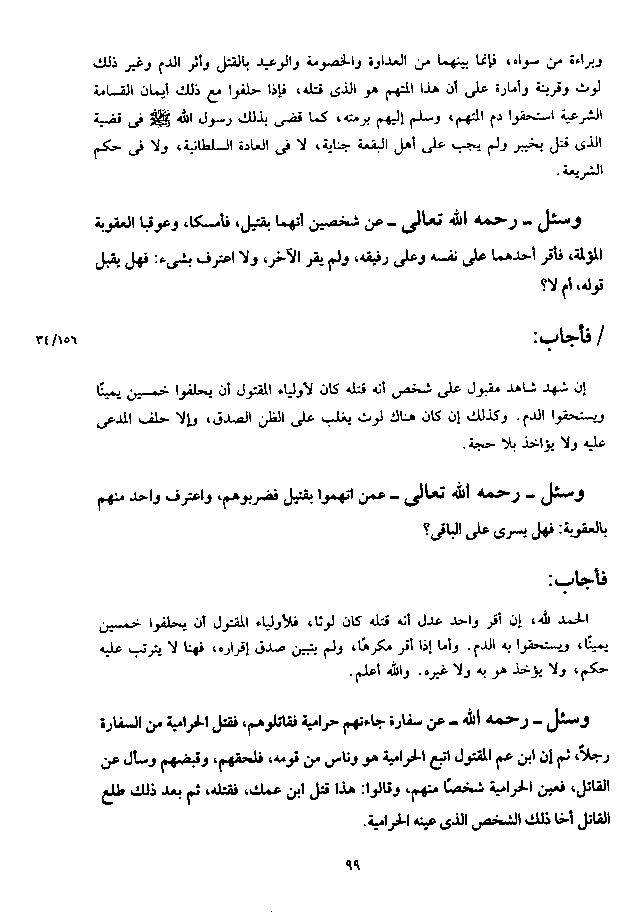 وبراءة من سواه، فإنما بينهما من العداوة والخصومة والوعيد بالقتل وأثر الدم وغير ذلك
لوث وقرينة وأمارة على أن هذا المتهم هو الذى قتله، فإذا حلفوا مع ذلك أيمان القسامة
الشرعية استحقوا دم المتهم، وسلم إليهم برمته، كما قضى بذلك رسول الله ﷺ فى قضية
الذى قتل بخيبر ولم يجب على أهل البقعة جناية، لا فى العادة السلطانية، ولا فى حكم
الشريعة.
وسئل ـ رحمه الله تعالى ـ عن شخصين أتهما بقتيل، فأمسكا، وعوقبا العقوبة
المؤلمة، فأقر أحدهما على نفسه وعلى رفيقه، ولم يقر الآخر، ولا اعترف بشىء: فهل يقبل
قوله، أم لا؟
/ فأجاب:
٣٤/١٥٦
إن شهد شاهد مقبول على شخص أنه قتله كان لأولياء المقتول أن يحلفوا خمسين يمينًا
ويستحقوا الدم. وكذلك إن كان هناك لوث يغلب على الظن الصدق، وإلا حلف المدعى
عليه ولا يؤاخذ بلا حجة.
وسئل ـ رحمه الله تعالى ـ عمن اتهموا بقتيل فضربوهم، واعترف واحد منهم
بالعقوبة: فهل يسرى على الباقى؟
فأجاب:
الحمد لله، إن أقر واحد عدل أنه قتله كان لوثا، فلأولياء المقتول أن يحلفوا خمسين
يمينًا، ويستحقوا به الدم. وأما إذا أقر مكرهًا، ولم يتبين صدق إقراره، فهنا لا يترتب عليه
حكم، ولا يؤخذ هو به ولا غيره. والله أعلم.
وسئل ـ رحمه الله ـ عن سفارة جاءتهم حرامية فقاتلوهم، فقتل الحرامية من السفارة
رجلاً، ثم إن ابن عم المقتول اتبع الحرامية هو وناس من قومه، فلحقهم، وقبضهم وسأل عن
القاتل، فعين الحرامية شخصًا منهم، وقالوا: هذا قتل ابن عمك، فقتله، ثم بعد ذلك طلع
القاتل أخا ذلك الشخص الذى عينه الحرامية.
٩٩